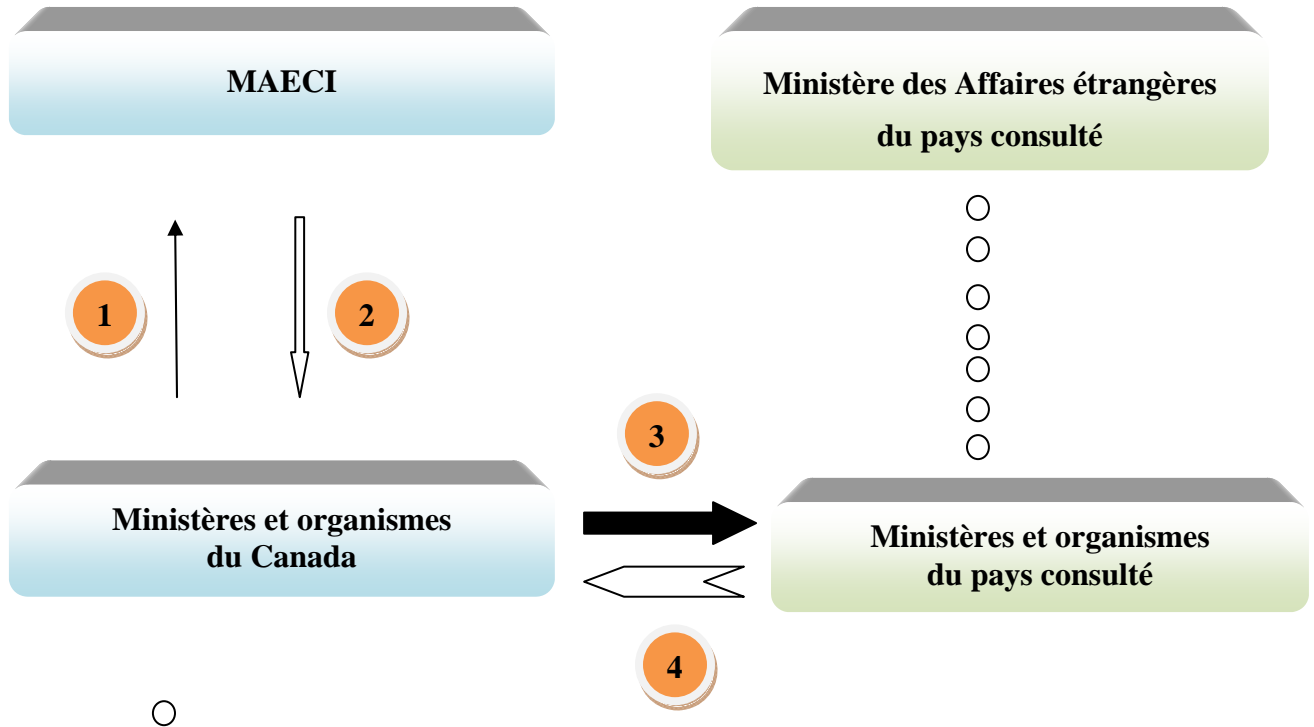 MAECI
Ministère des Affaires étrangères
du pays consulté
1
2
3
Ministères et organismes
du Canada
Ministères et organismes
du pays consulté
4